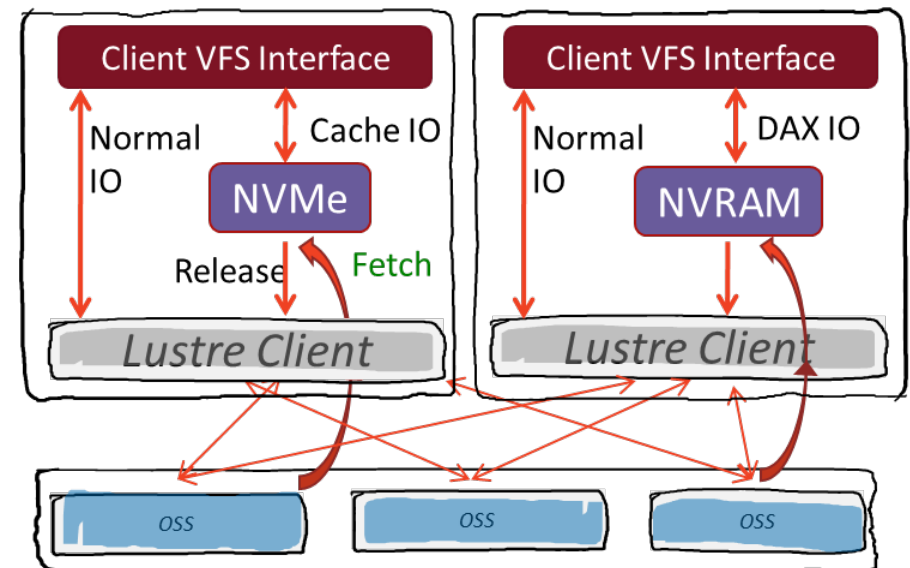 Client VFS Interface
Normal
IO
Cache IO
NVMe
Release
Fetch
Lustre Client
Client VFS Interface
Normal
IO
DAX IO
NVRAM
Lustre Client
OSS
OSS
OSS